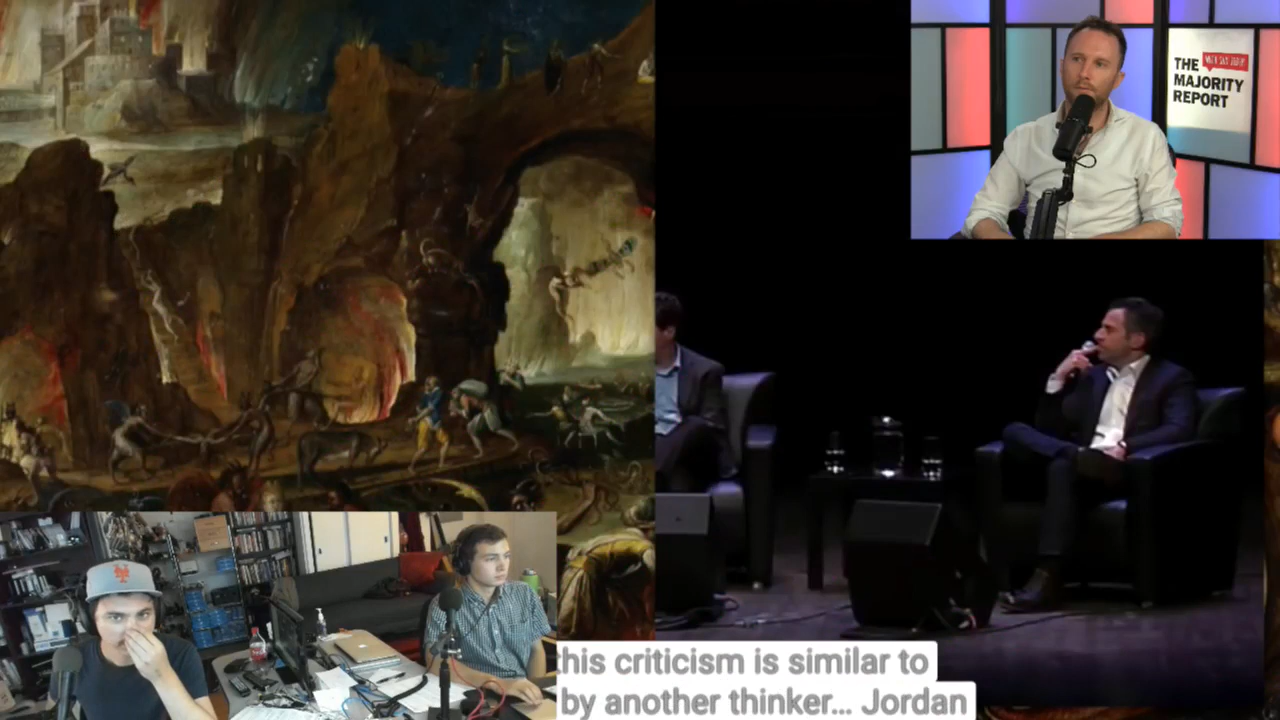 THE
MAJORITY
REPORT
this criticism is similar to
by another thinker... Jordan